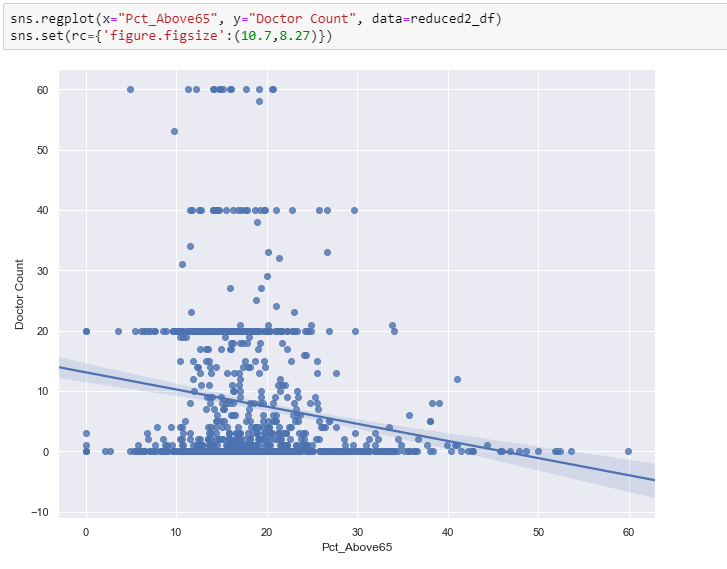 sns.regplot(x="Pct_Above65", y="Doctor Count", data=reduced2_df)
sns.set(rc={'figure.figsize':(10.7,8.27)})
60
50
40
30
20
10
0
−10
Doctor Count
0 10 20 30 40 50 60
Pct_Above65